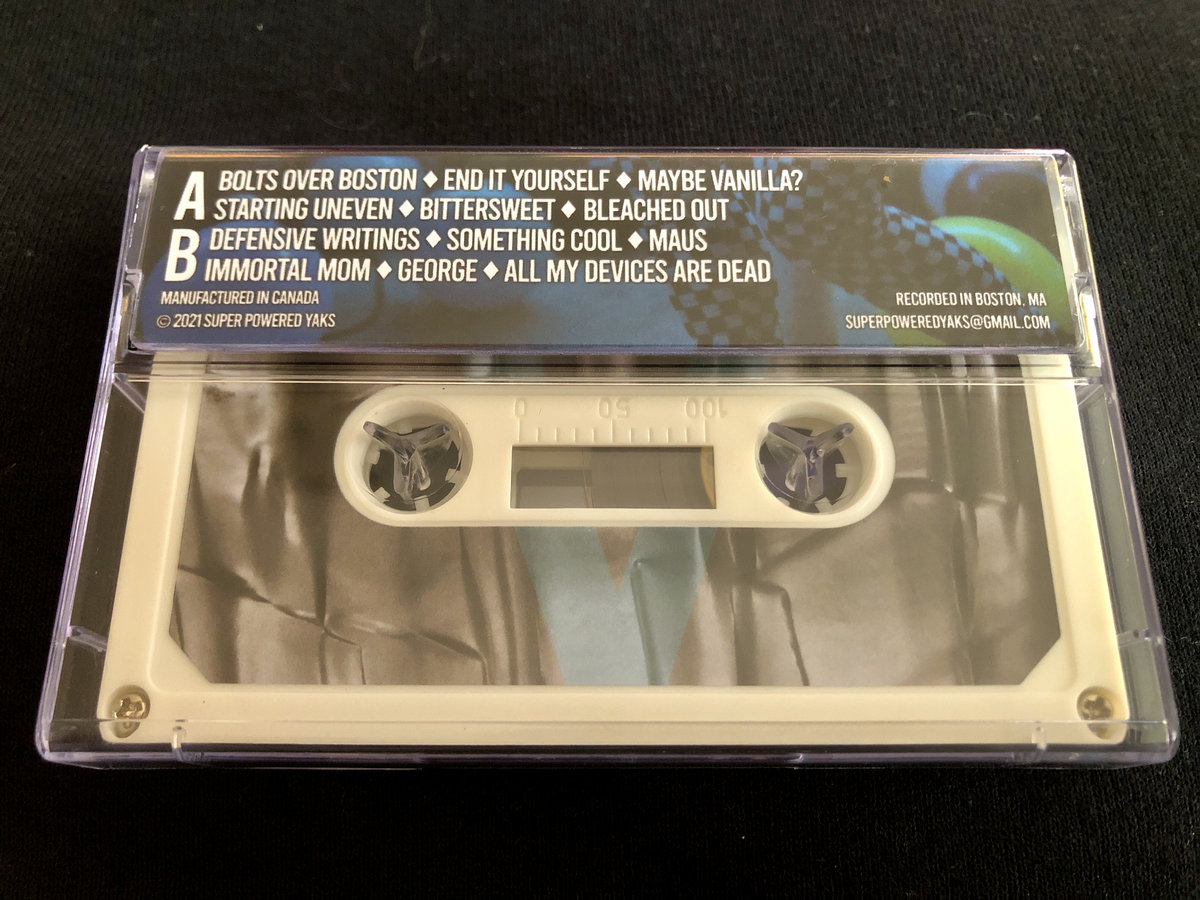 A
BOLTS OVER BOSTON ♦ END IT YOURSELF ♦ MAYBE VANILLA?
STARTING UNEVEN ♦ BITTERSWEET ♦ BLEACHED OUT
B
DEFENSIVE WRITINGS ♦ SOMETHING COOL ♦ MAUS
IMMORTAL MOM ♦ GEORGE ♦ ALL MY DEVICES ARE DEAD
MANUFACTURED IN CANADA
© 2021 SUPER POWERED YAKS
RECORDED IN BOSTON, MA
SUPERPOWEREDYAKS@GMAIL.COM
0 50 100